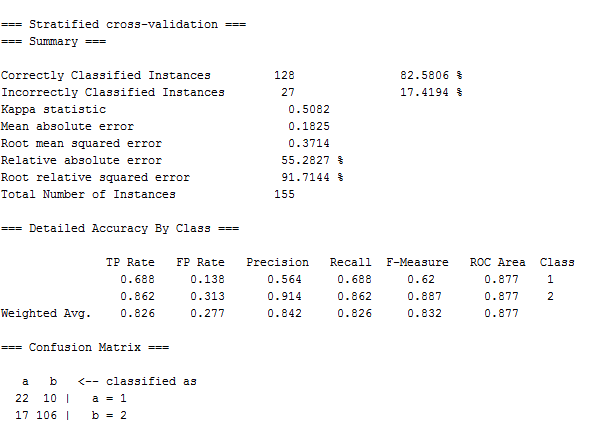 === Stratified cross-validation ===
=== Summary ===
Correctly Classified Instances 128 82.5806 %
Incorrectly Classified Instances 27 17.4194 %
Kappa statistic 0.5082
Mean absolute error 0.1825
Root mean squared error 0.3714
Relative absolute error 55.2827 %
Root relative squared error 91.7144 %
Total Number of Instances 155
=== Detailed Accuracy By Class ===
TP Rate FP Rate Precision Recall F-Measure ROC Area Class
0.688 0.138 0.564 0.688 0.62 0.877 1
0.862 0.313 0.914 0.862 0.887 0.877 2
Weighted Avg. 0.826 0.277 0.842 0.826 0.832 0.877
=== Confusion Matrix ===
a b <-- classified as
22 10 | a = 1
17 106 | b = 2